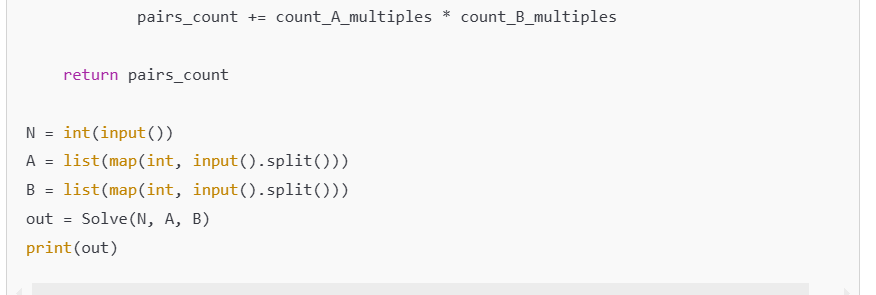 pairs_count += count_A_multiples * count_B_multiples
return pairs_count
N = int(input())
A = list(map(int, input().split()))
B = list(map(int, input().split()))
out = Solve(N, A, B)
print(out)